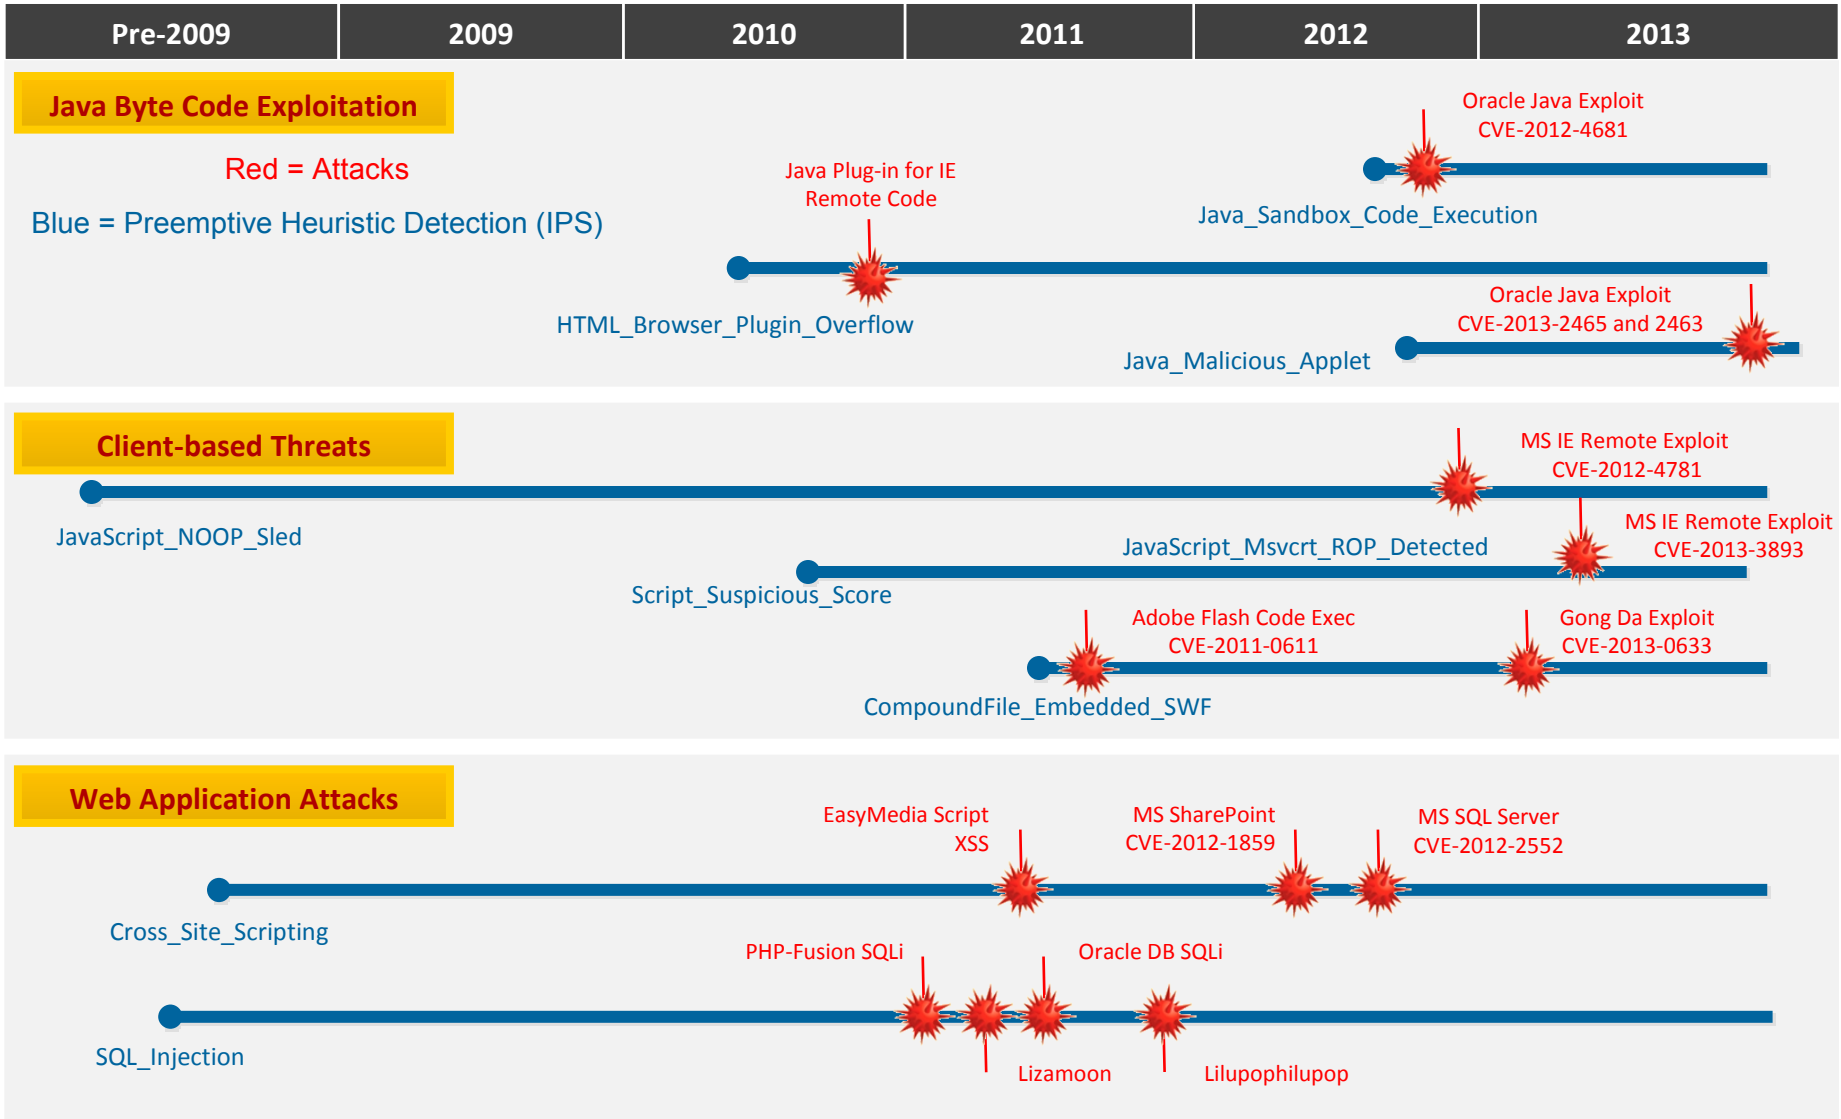 Pre-2009 2009 2010 2011 2012 2013
Java Byte Code Exploitation
Red = Attacks
Blue = Preemptive Heuristic Detection (IPS)
Oracle Java Exploit
CVE-2012-4681
Java_Sandbox_Code_Execution
Java Plug-in for IE
Remote Code
HTML_Browser_Plugin_Overflow
Oracle Java Exploit
CVE-2013-2465 and 2463
Java_Malicious_Applet
Client-based Threats
MS IE Remote Exploit
CVE-2012-4781
JavaScript_NOOP_Sled
JavaScript_Msvcrt_ROP_Detected
MS IE Remote Exploit
CVE-2013-3893
Script_Suspicious_Score
Adobe Flash Code Exec
CVE-2011-0611
Gong Da Exploit
CVE-2013-0633
CompoundFile_Embedded_SWF
Web Application Attacks
EasyMedia Script
XSS
MS SharePoint
CVE-2012-1859
MS SQL Server
CVE-2012-2552
Cross_Site_Scripting
PHP-Fusion SQLi
Oracle DB SQLi
SQL_Injection
Lizamoon
Lilupophilupop